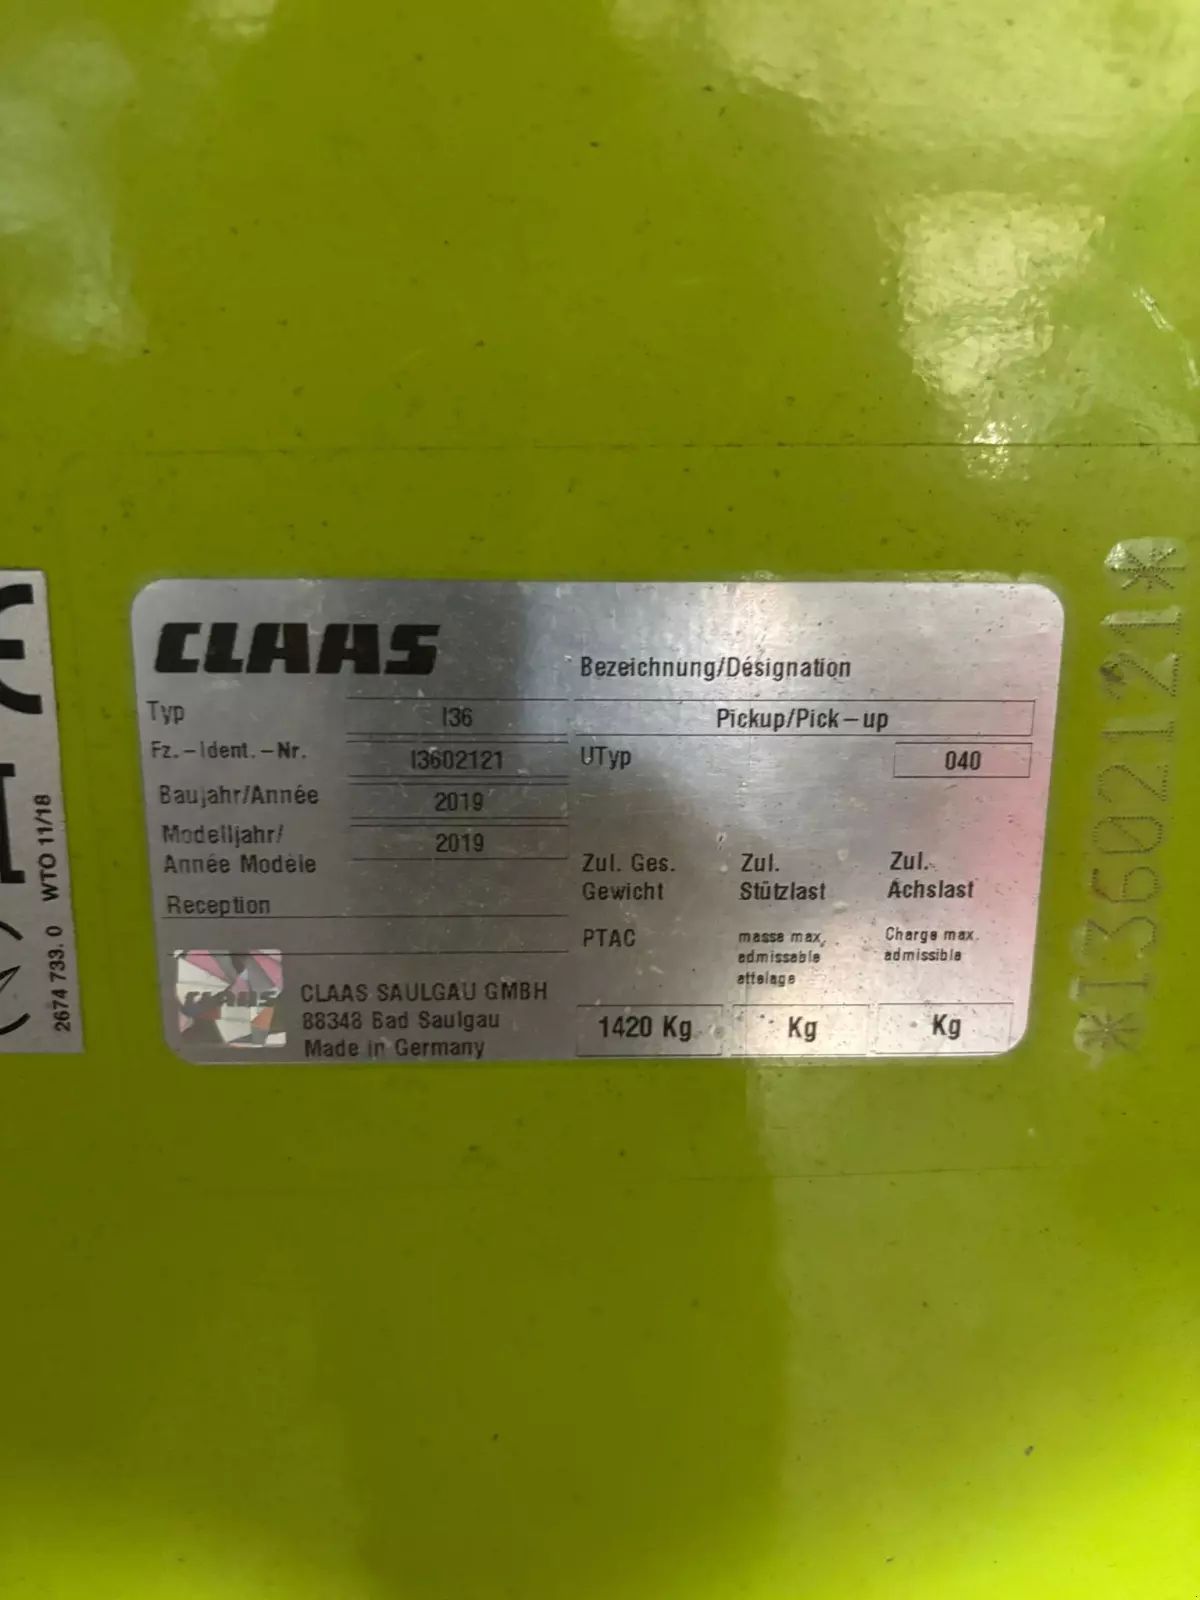 CLAAS
Bezeichnung/Désignation
Typ I36 Pickup/Pick-up
Fz.-Ident.-Nr. I3602121 UTyp 040
Baujahr/Année 2019
Modelljahr/
Année Modèle 2019
Reception
Zul. Ges.
Gewicht
PTAC
1420 Kg
Zul.
Stützlast
masse max.
admissable
attelage
Kg
Zul.
Achslast
Charge max.
admissible
Kg
CLAAS
CLAAS SAULGAU GMBH
88348 Bad Saulgau
Made in Germany
*I3602121*
2674 733.0 WTO 11/18